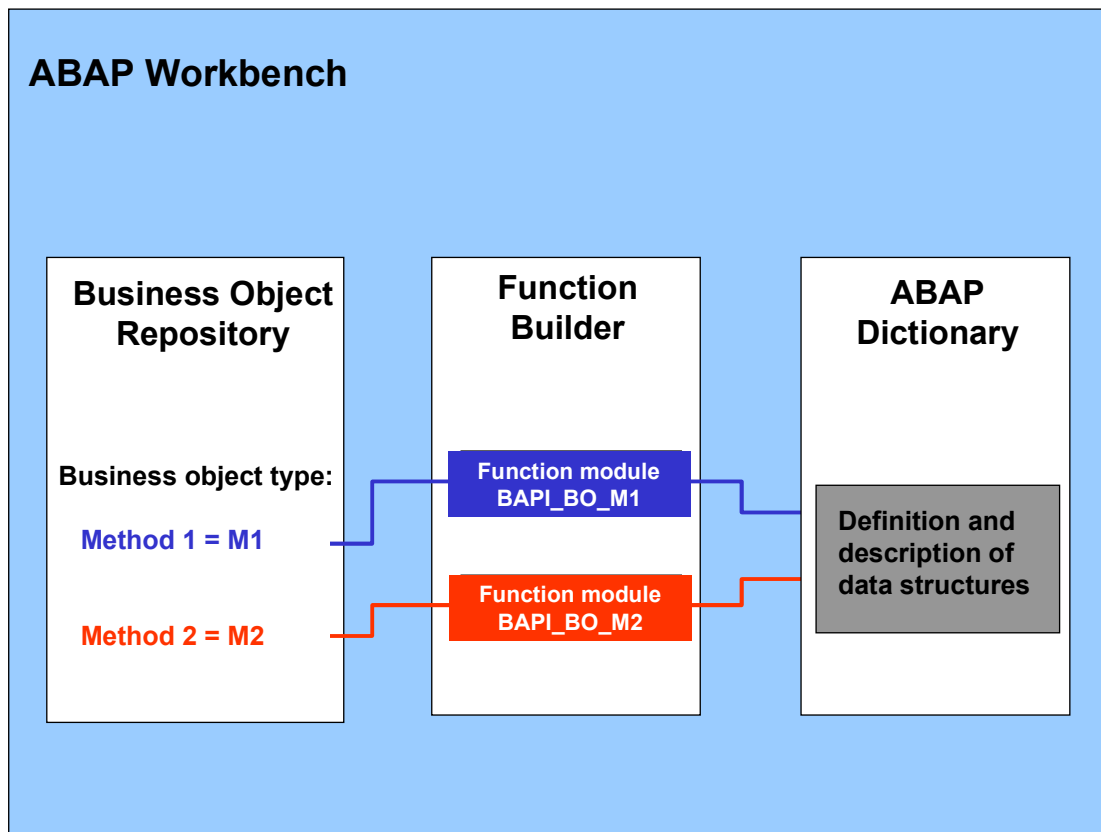 ABAP Workbench
Business Object
Repository
Business object type:
Method 1 = M1
Method 2 = M2
Function
Builder
Function module
BAPI_BO_M1
Function module
BAPI_BO_M2
ABAP
Dictionary
Definition and
description of
data structures